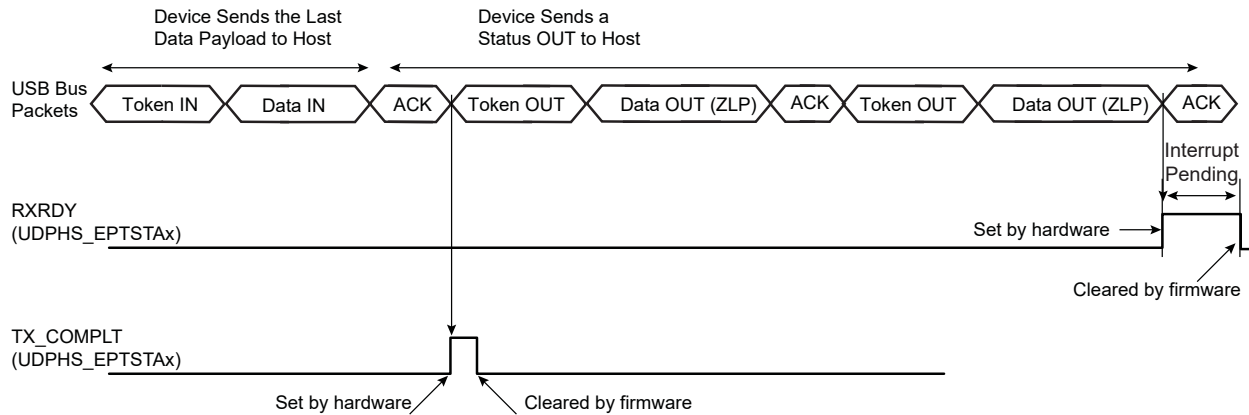 Device Sends the Last
Data Payload to Host
Device Sends a
Status OUT to Host
USB Bus
Packets
Token IN
Data IN
ACK
Token OUT
Data OUT (ZLP)
ACK
Token OUT
Data OUT (ZLP)
ACK
Interrupt
Pending
RXRDY
(UDPHS_EPTSTAx)
Set by hardware
Cleared by firmware
TX_COMPLT
(UDPHS_EPTSTAx)
Set by hardware
Cleared by firmware